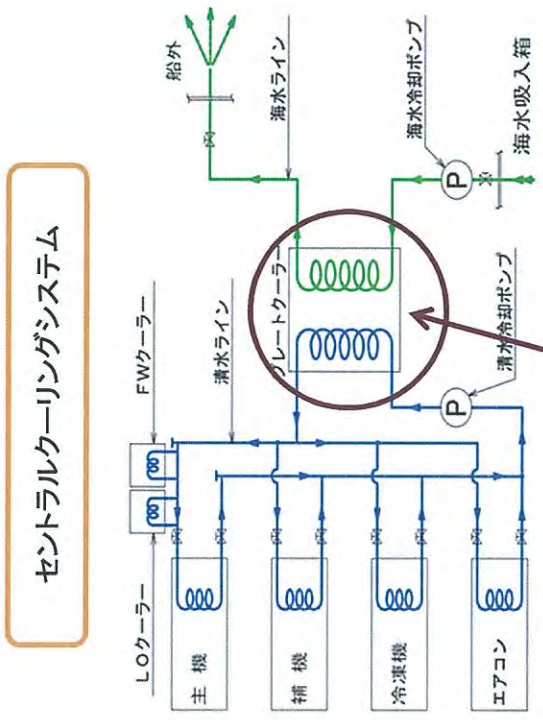 セントラルクーリングシステム
LOクーラー
FWクーラー
清水ライン
プレートクーラー
船外
海水ライン
海水冷却ポンプ
P
海水吸入箱
清水冷却ポンプ
P
主機
補機
冷凍機
エアコン